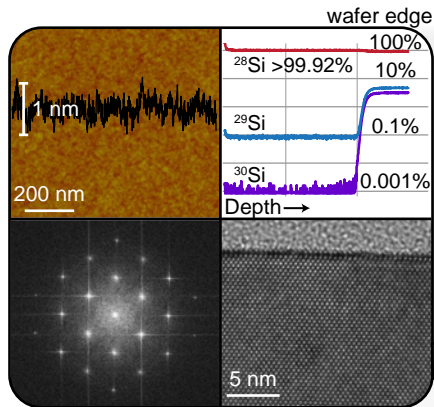 wafer edge
1 nm
200 nm
100%
²⁸Si >99.92%
10%
²⁹Si
0.1%
³⁰Si
0.001%
Depth→
5 nm